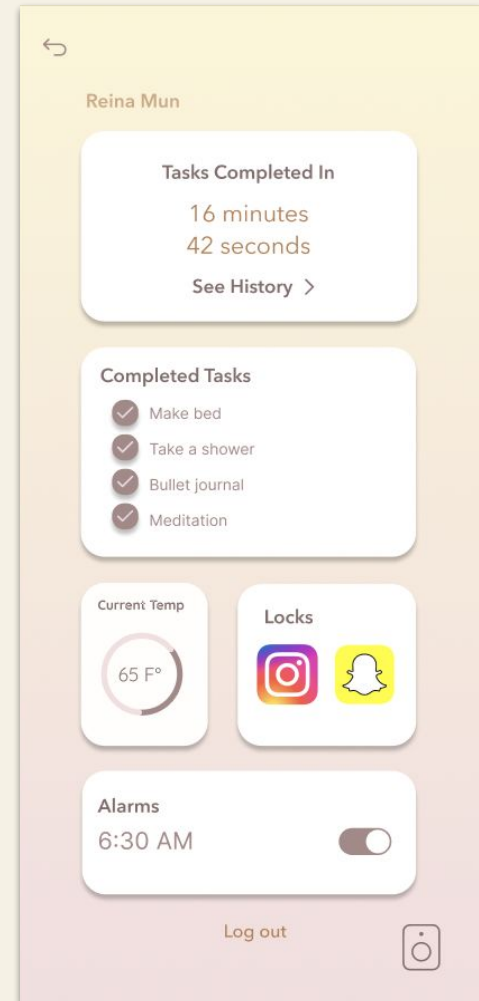 Reina Mun
Tasks Completed In
16 minutes
42 seconds
See History >
Completed Tasks
Make bed
Take a shower
Bullet journal
Meditation
Current Temp
65 F°
Locks
Alarms
6:30 AM
Log out